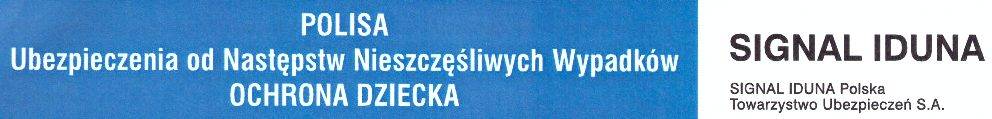 POLISA
Ubezpieczenia od Następstw Nieszczęśliwych Wypadków
OCHRONA DZIECKA
SIGNAL IDUNA
SIGNAL IDUNA Polska
Towarzystwo Ubezpieczeń S.A.